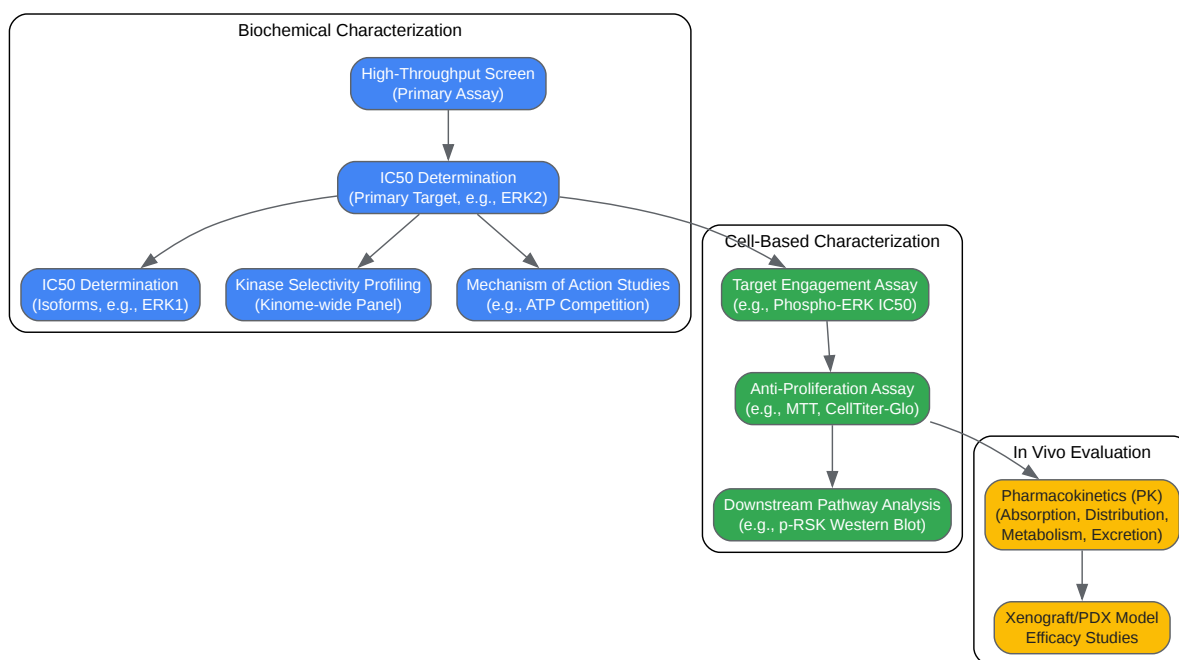 Biochemical Characterization
High-Throughput Screen
(Primary Assay)
IC50 Determination
(Primary Target, e.g., ERK2)
IC50 Determination
(Isoforms, e.g., ERK1)
Kinase Selectivity Profiling
(Kinome-wide Panel)
Mechanism of Action Studies
(e.g., ATP Competition)
Cell-Based Characterization
Target Engagement Assay
(e.g., Phospho-ERK IC50)
Anti-Proliferation Assay
(e.g., MTT, CellTiter-Glo)
Downstream Pathway Analysis
(e.g., p-RSK Western Blot)
In Vivo Evaluation
Pharmacokinetics (PK)
(Absorption, Distribution,
Metabolism, Excretion)
Xenograft/PDX Model
Efficacy Studies